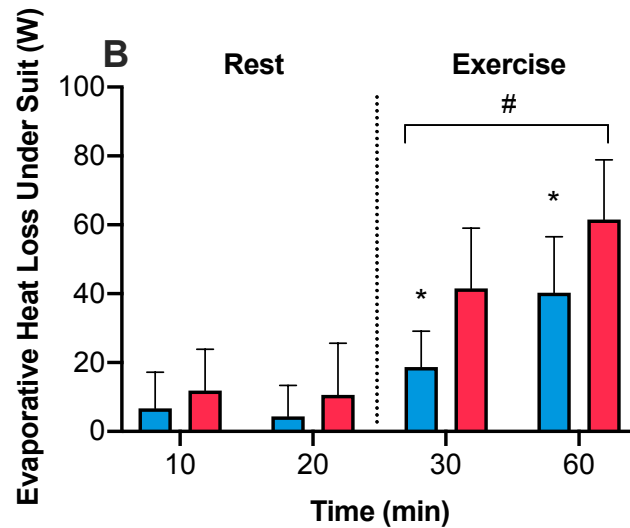 B
Rest Exercise
#
*
*
Evaporative Heat Loss Under Suit (W)
100
80
60
40
20
0
10 20 30 60
Time (min)